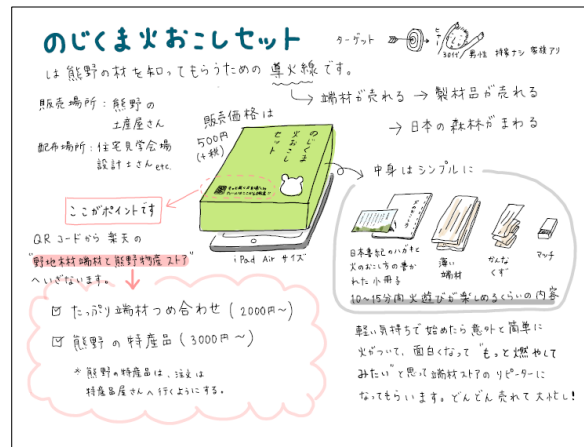 のじくま火おこしセット
ターゲット
ヒャー
30代
男性
特業ナシ
家族アリ
は熊野の材を知ってもらうための導火線です。
→端材が売れる→製材品が売れる
→日本の森林がまわる
販売場所：熊野の
土産屋さん
配布場所：住宅見学会場
設計士さんetc.
販売価格は
500円
(+税)
のじくま
火おこし
セット
iPad Air サイズ
ここがポイントです
QRコードから楽天の
"野地木材端材と熊野物産ストア"
へいざないます。
☑ たっぷり端材つめ合わせ (2000円〜)
☑ 熊野の特産品 (3000円〜)
* 熊野の特産品は、注文は
特産品屋さんへ行くようにする。
中身はシンプルに
日本書紀のハガキと
火のおこし方の書か
れた小冊子
薄い
端材
かんな
くず
マッチ
10〜15分間火遊びが楽しめるくらいの内容
軽い気持ちで始めたら意外と簡単に
火がついて、面白くなって"もっと燃やして
みたい"と思って端材ストアのリピーターに
なってもらいます。どんどん売れて大忙し!